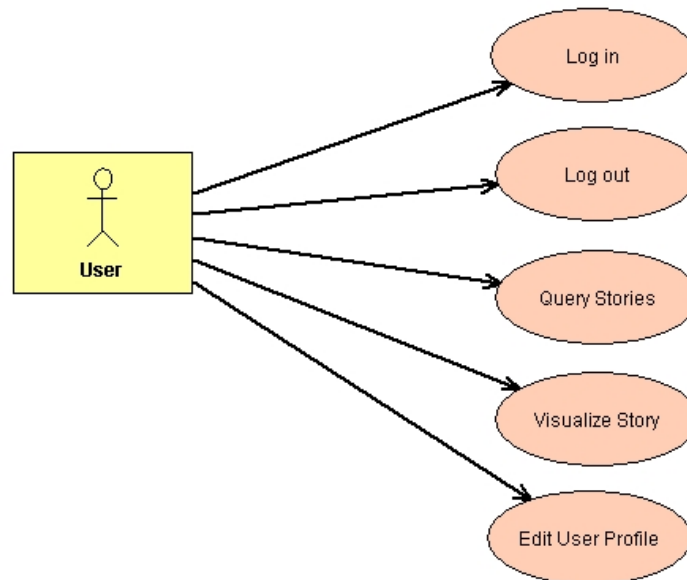 Log in
Log out
User
Query Stories
Visualize Story
Edit User Profile